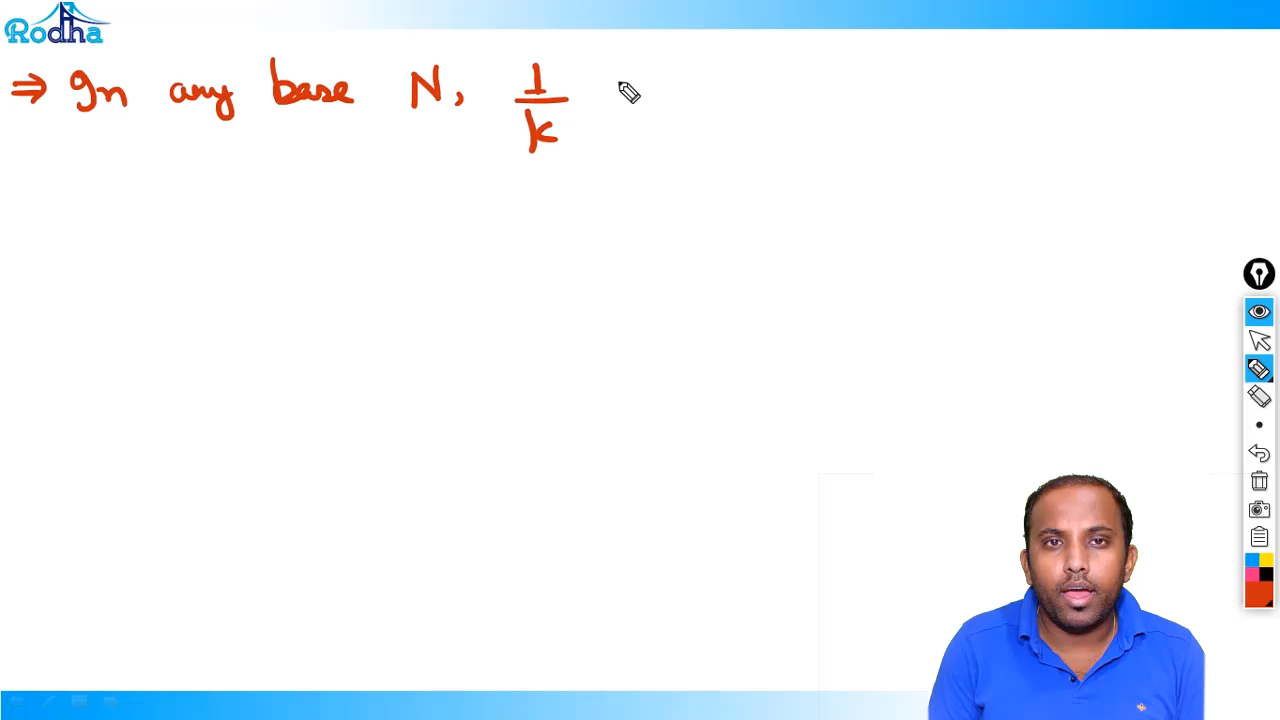 Rodha
⇒ In any base N, 1/k